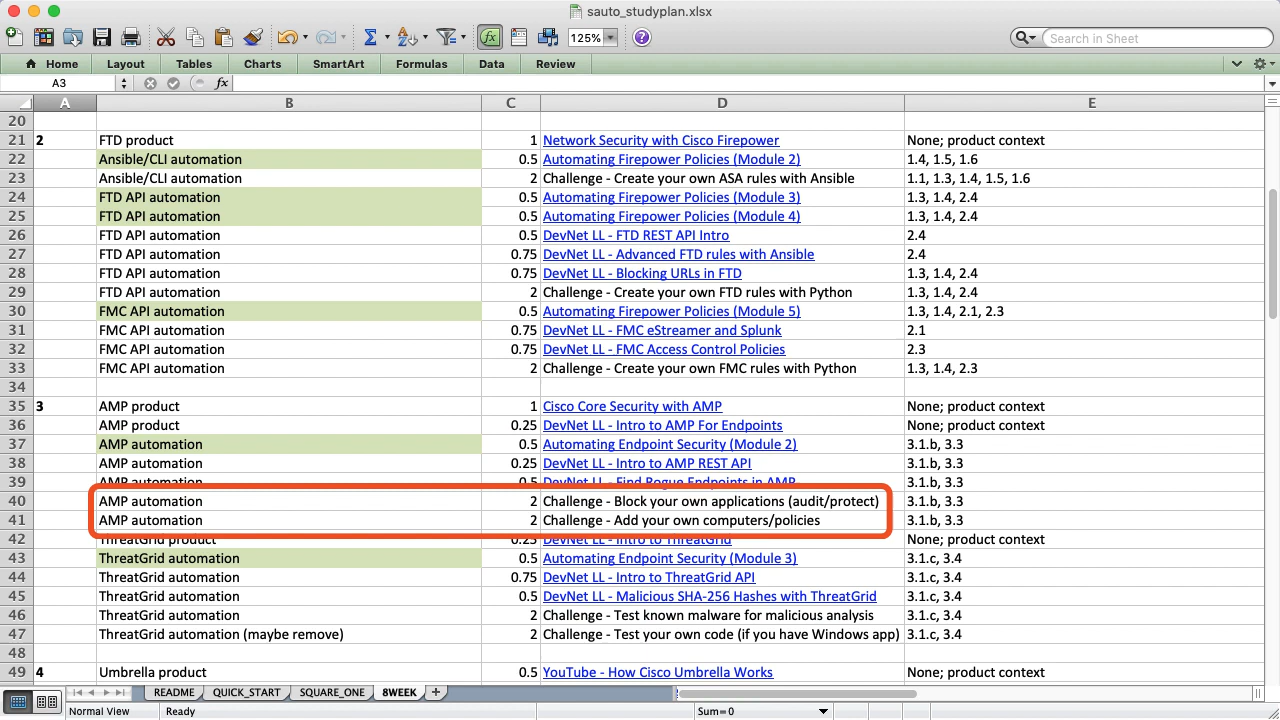 sauto_studyplan.xlsx
125%
Search in Sheet
Home Layout Tables Charts SmartArt Formulas Data Review
A3 fx
A B C D E
20
21 2 FTD product 1 Network Security with Cisco Firepower None; product context
22 Ansible/CLI automation 0.5 Automating Firepower Policies (Module 2) 1.4, 1.5, 1.6
23 Ansible/CLI automation 2 Challenge - Create your own ASA rules with Ansible 1.1, 1.3, 1.4, 1.5, 1.6
24 FTD API automation 0.5 Automating Firepower Policies (Module 3) 1.3, 1.4, 2.4
25 FTD API automation 0.5 Automating Firepower Policies (Module 4) 1.3, 1.4, 2.4
26 FTD API automation 0.5 DevNet LL - FTD REST API Intro 2.4
27 FTD API automation 0.75 DevNet LL - Advanced FTD rules with Ansible 2.4
28 FTD API automation 0.75 DevNet LL - Blocking URLs in FTD 1.3, 1.4, 2.4
29 FTD API automation 2 Challenge - Create your own FTD rules with Python 1.3, 1.4, 2.4
30 FMC API automation 0.5 Automating Firepower Policies (Module 5) 1.3, 1.4, 2.1, 2.3
31 FMC API automation 0.75 DevNet LL - FMC eStreamer and Splunk 2.1
32 FMC API automation 0.75 DevNet LL - FMC Access Control Policies 2.3
33 FMC API automation 2 Challenge - Create your own FMC rules with Python 1.3, 1.4, 2.3
34
35 3 AMP product 1 Cisco Core Security with AMP None; product context
36 AMP product 0.25 DevNet LL - Intro to AMP For Endpoints None; product context
37 AMP automation 0.5 Automating Endpoint Security (Module 2) 3.1.b, 3.3
38 AMP automation 0.25 DevNet LL - Intro to AMP REST API 3.1.b, 3.3
39 AMP automation 0.5 DevNet LL - Find Rogue Endpoints in AMP 3.1.b, 3.3
40 AMP automation 2 Challenge - Block your own applications (audit/protect) 3.1.b, 3.3
41 AMP automation 2 Challenge - Add your own computers/policies 3.1.b, 3.3
42 ThreatGrid product 0.25 DevNet LL - Intro to ThreatGrid None; product context
43 ThreatGrid automation 0.5 Automating Endpoint Security (Module 3) 3.1.c, 3.4
44 ThreatGrid automation 0.75 DevNet LL - Intro to ThreatGrid API 3.1.c, 3.4
45 ThreatGrid automation 0.5 DevNet LL - Malicious SHA-256 Hashes with ThreatGrid 3.1.c, 3.4
46 ThreatGrid automation 2 Challenge - Test known malware for malicious analysis 3.1.c, 3.4
47 ThreatGrid automation (maybe remove) 2 Challenge - Test your own code (if you have Windows app) 3.1.c, 3.4
48
49 4 Umbrella product 0.5 YouTube - How Cisco Umbrella Works None; product context
README QUICK_START SQUARE_ONE 8WEEK +
Normal View Ready Sum=0